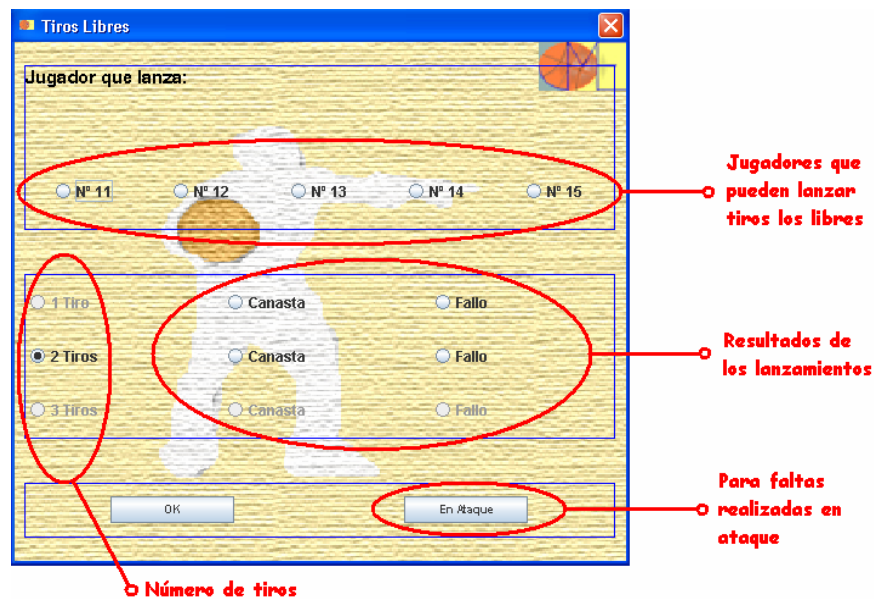 Tiros Libres
Jugador que lanza:
Nº 11 Nº 12 Nº 13 Nº 14 Nº 15
Jugadores que
pueden lanzar
tiros los libres
1 Tiro Canasta Fallo
2 Tiros Canasta Fallo
3 Tiros Canasta Fallo
Resultados de
los lanzamientos
OK En Ataque
Para faltas
realizadas en
ataque
Número de tiros